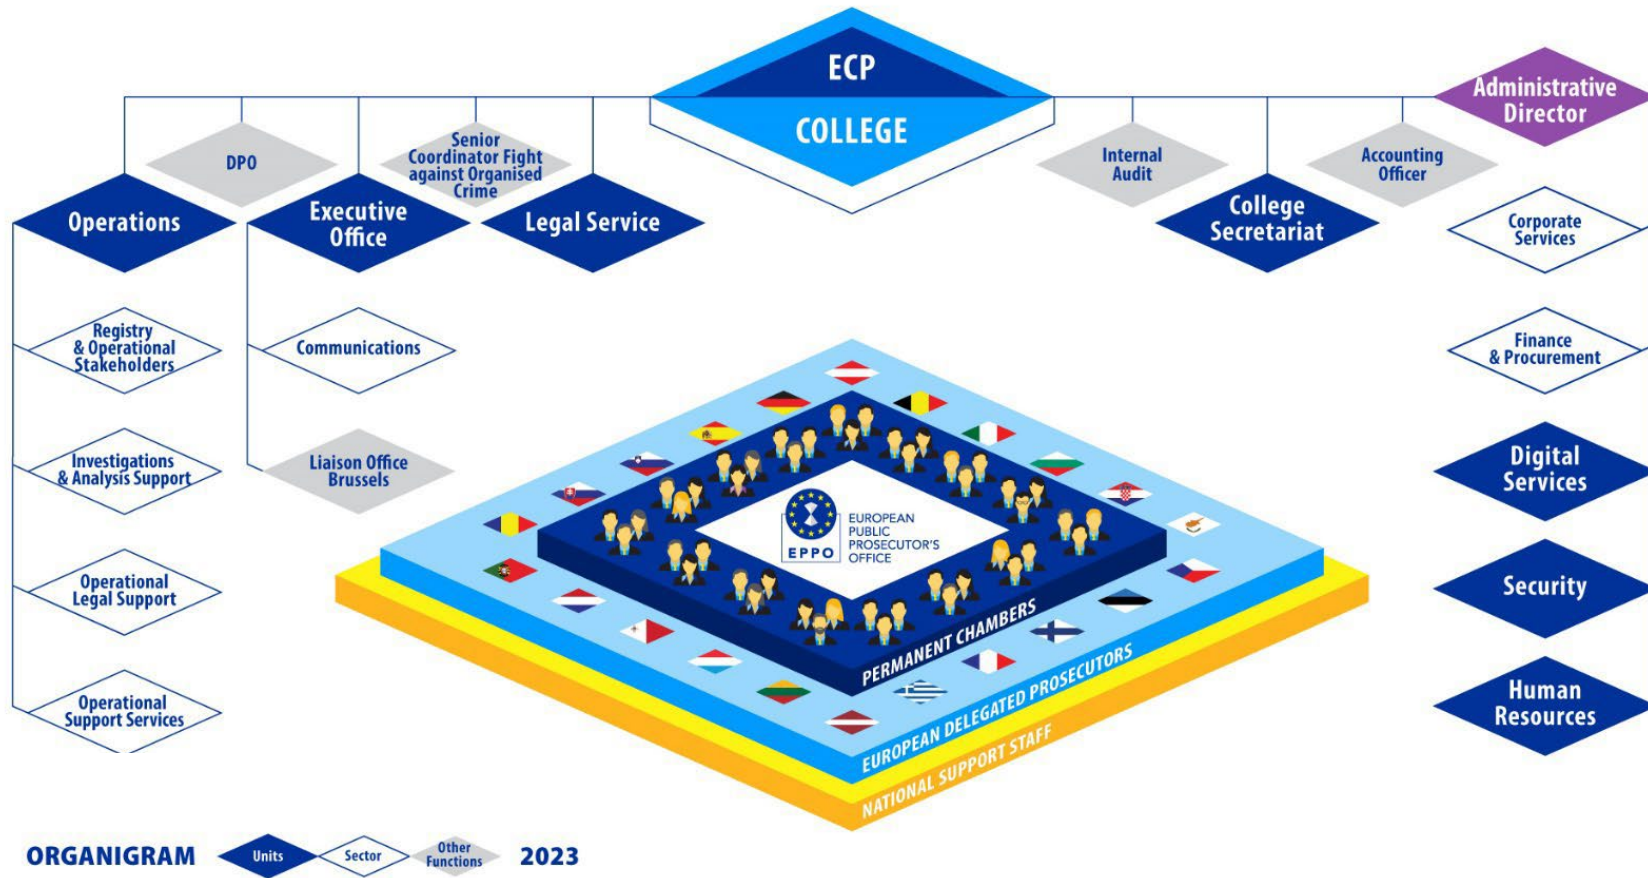 ECP
COLLEGE
Administrative
Director
DPO
Senior
Coordinator Fight
against Organised
Crime
Internal
Audit
Accounting
Officer
Operations
Executive
Office
Legal Service
College
Secretariat
Corporate
Services
Registry
& Operational
Stakeholders
Communications
Finance
& Procurement
Investigations
& Analysis Support
Liaison Office
Brussels
Digital
Services
EPPO
EUROPEAN
PUBLIC
PROSECUTOR'S
OFFICE
Operational
Legal Support
Security
PERMANENT CHAMBERS
EUROPEAN DELEGATED PROSECUTORS
NATIONAL SUPPORT STAFF
Operational
Support Services
Human
Resources
ORGANIGRAM
Units
Sector
Other
Functions
2023